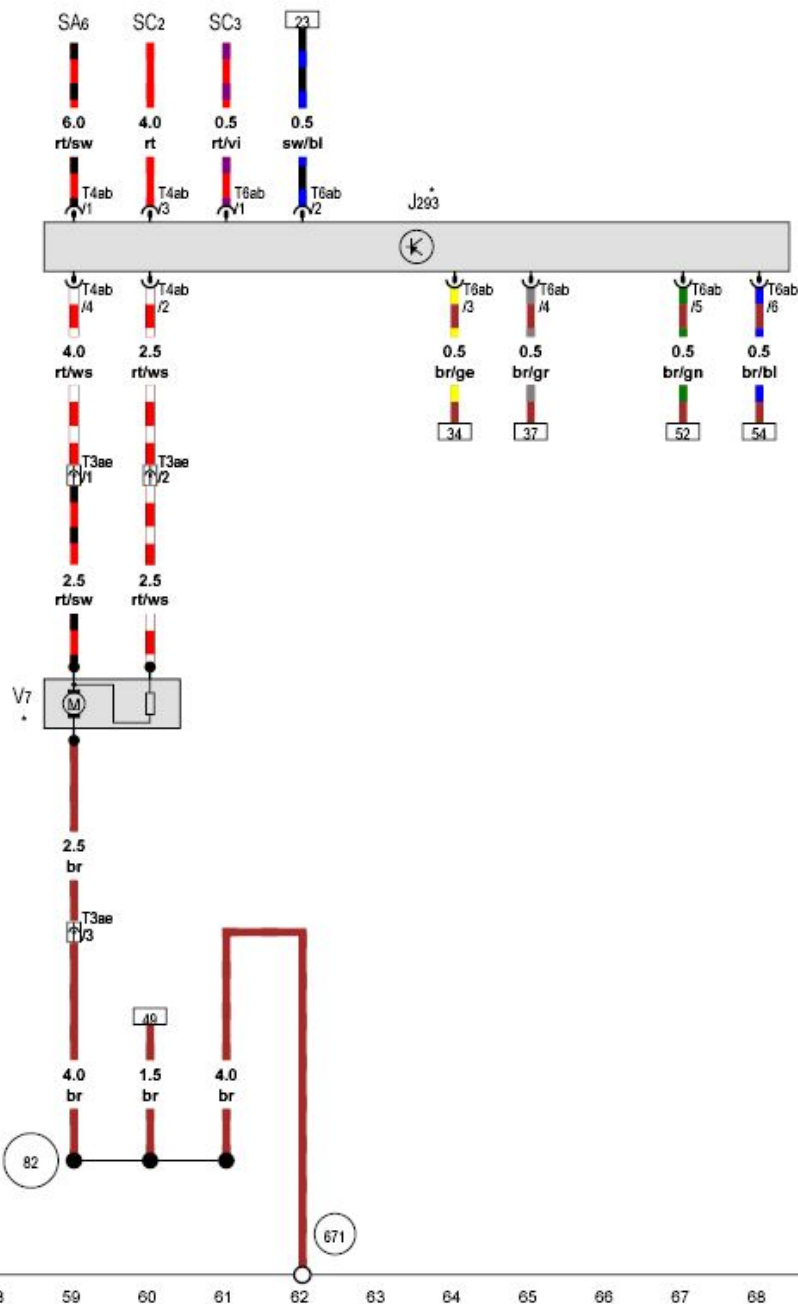 SA6 SC2 SC3 23
6.0 4.0 0.5 0.5
rt/sw rt rt/vi sw/bl
T4ab T4ab T6ab T6ab
/1 /3 /1 /2
J293*
T4ab T4ab T6ab T6ab T6ab T6ab
/4 /2 /3 /4 /5 /6
4.0 2.5 0.5 0.5 0.5 0.5
rt/ws rt/ws br/ge br/gr br/gn br/bl
34 37 52 54
T3ae T3ae
/1 /2
2.5 2.5
rt/sw rt/ws
V7
*
M
2.5
br
T3ae
/3
49
4.0 1.5 4.0
br br br
82
671
59 60 61 62 63 64 65 66 67 68